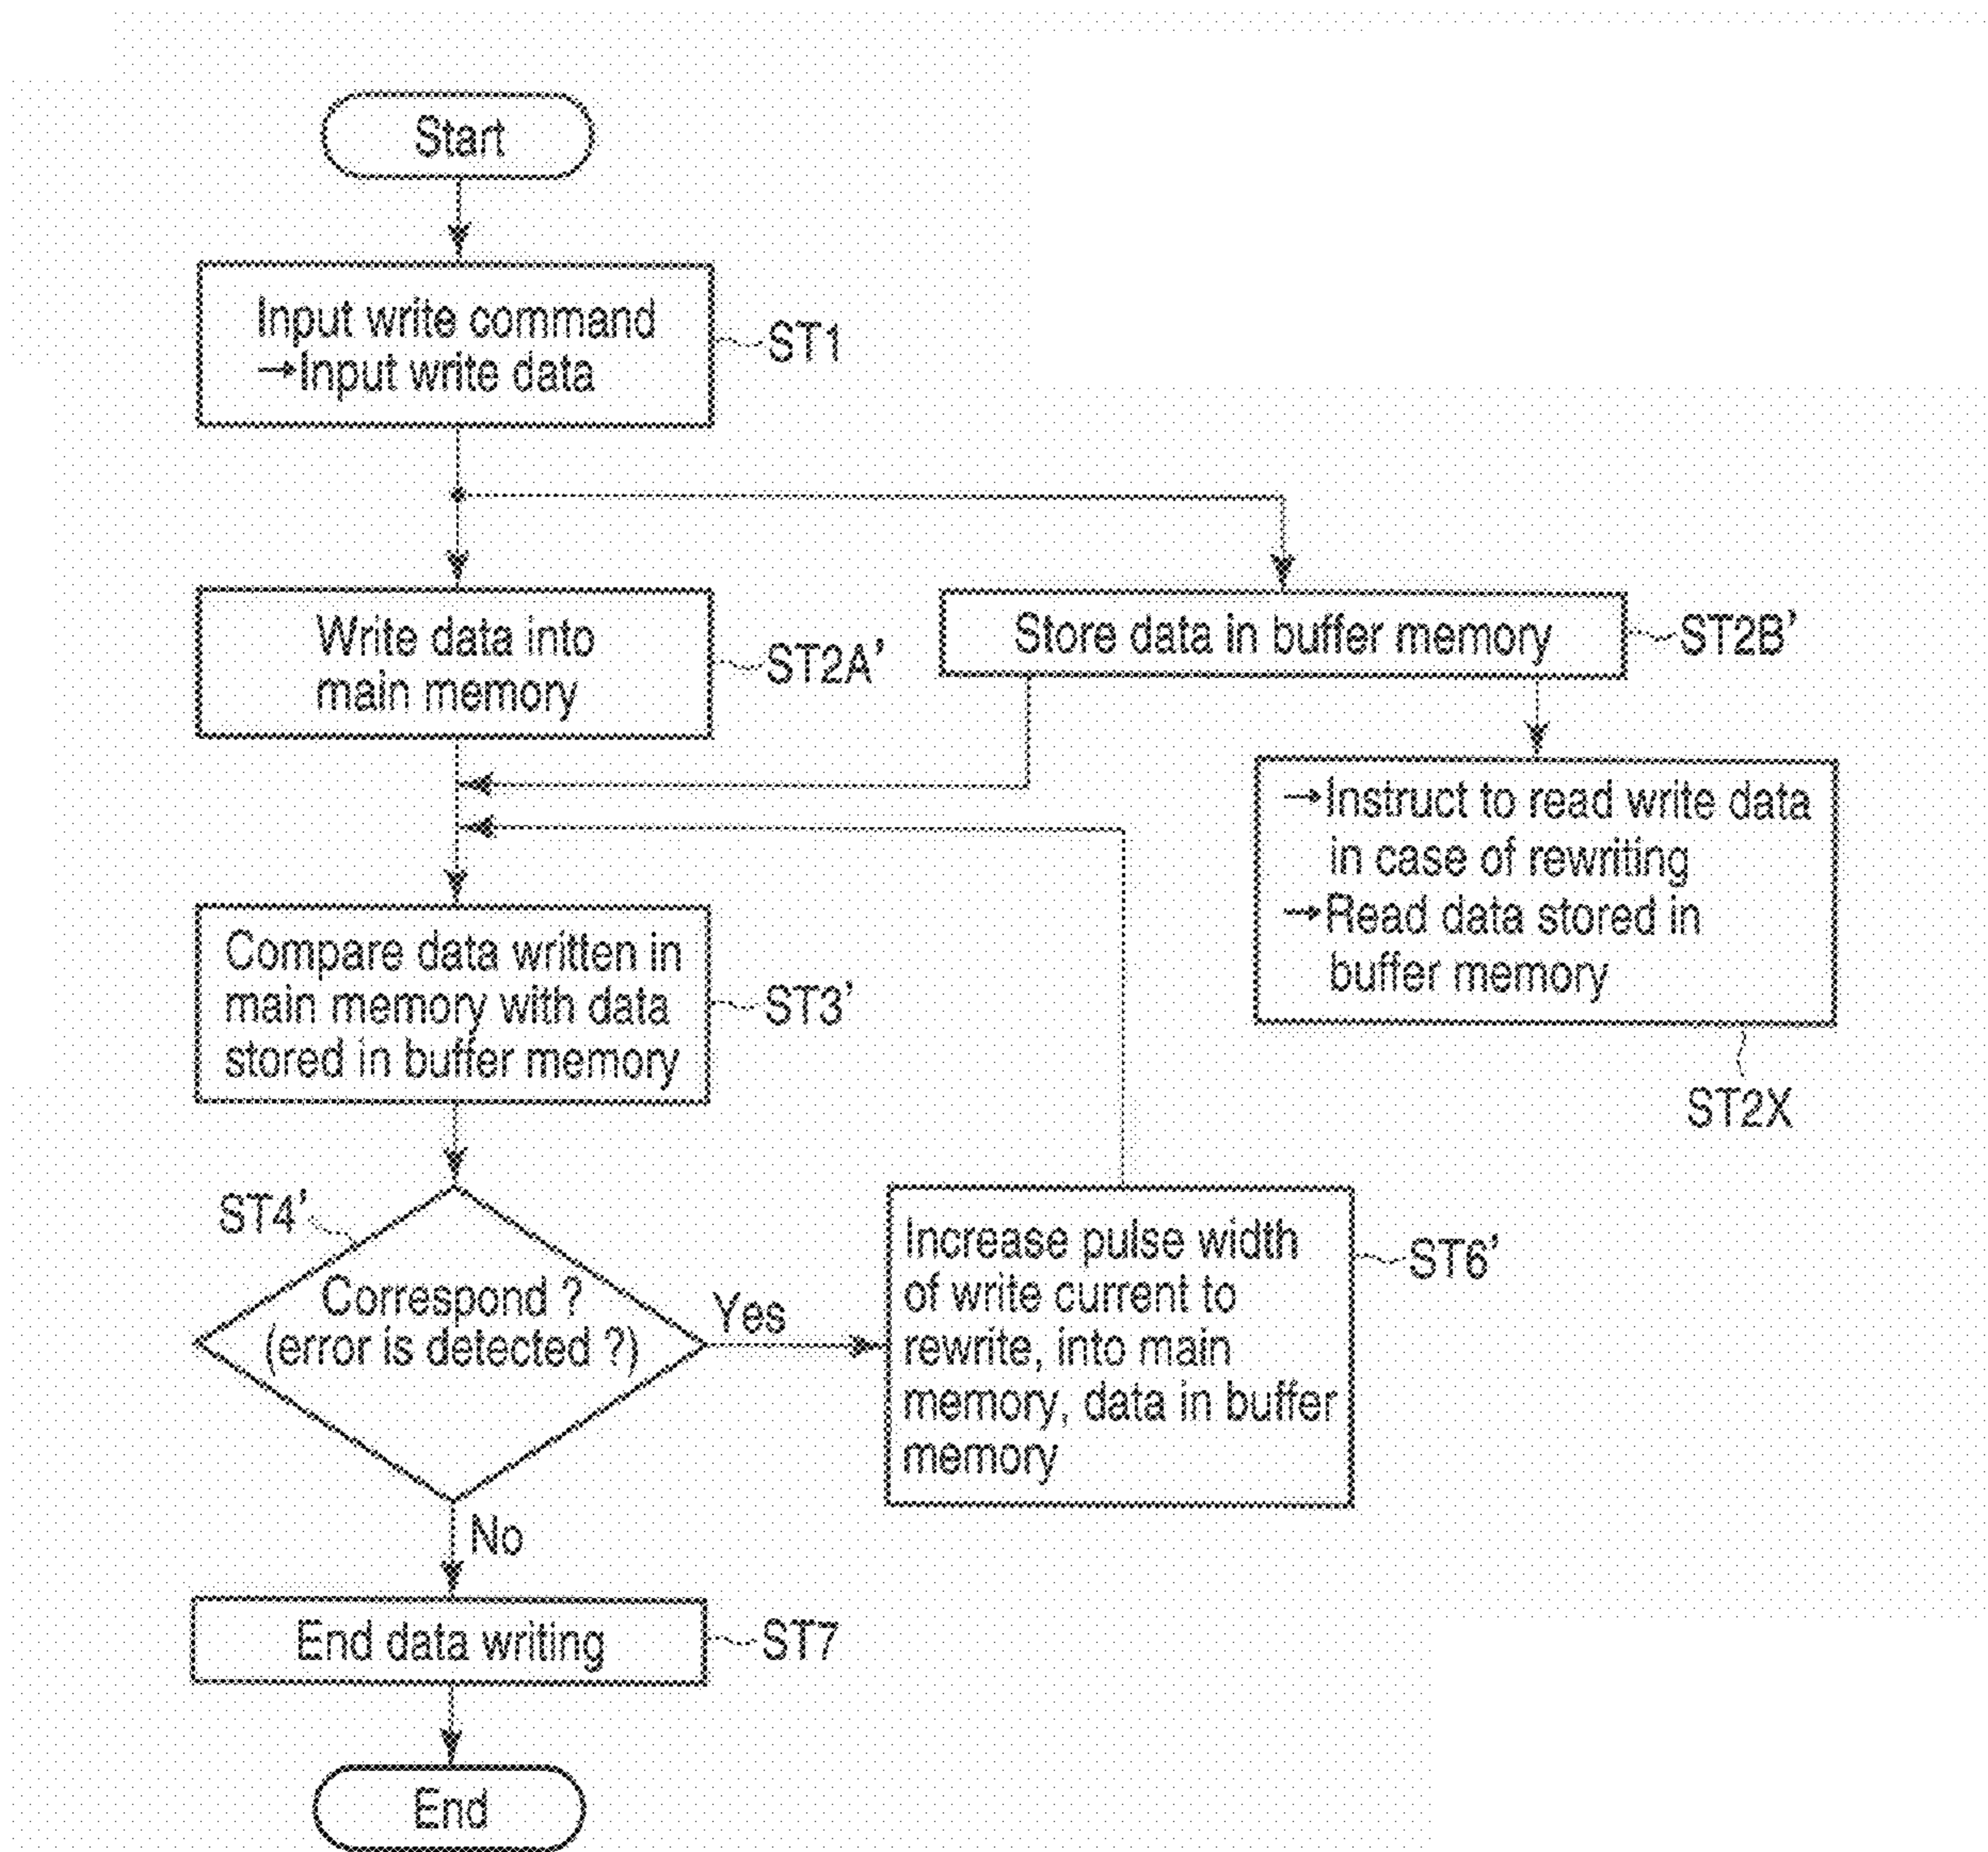 Start
Input write command
→Input write data
ST1
Write data into
main memory
ST2A'
Store data in buffer memory
ST2B'
→Instruct to read write data
in case of rewriting
→Read data stored in
buffer memory
ST2X
Compare data written in
main memory with data
stored in buffer memory
ST3'
ST4'
Correspond ?
(error is detected ?)
Yes
Increase pulse width
of write current to
rewrite, into main
memory, data in buffer
memory
ST6'
No
End data writing
ST7
End